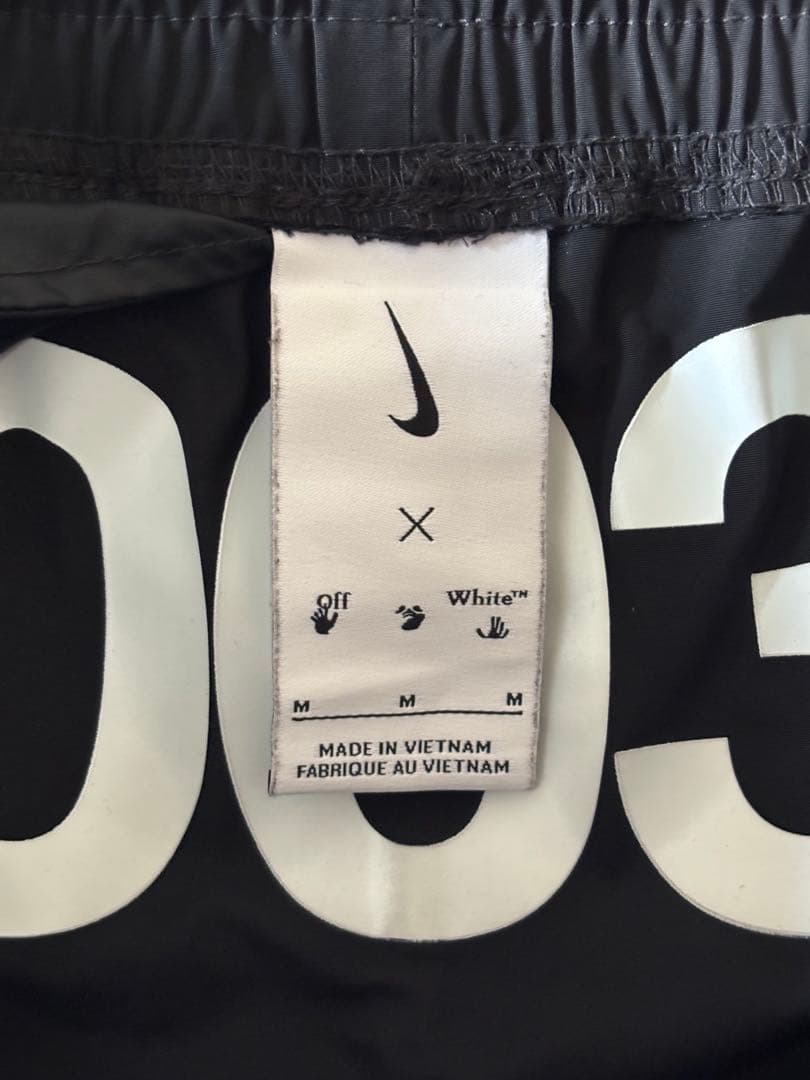 ×
Off White™
M M M
MADE IN VIETNAM
FABRIQUE AU VIETNAM
003